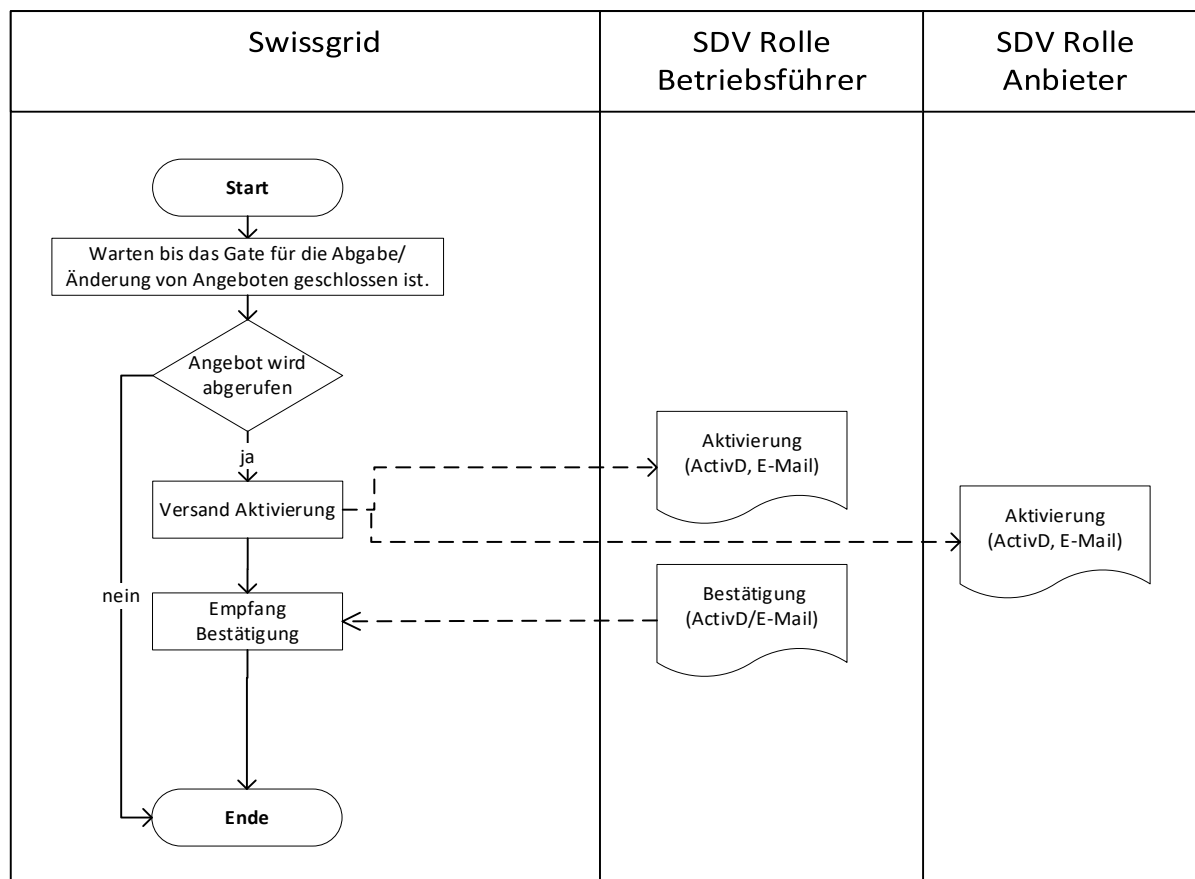 Swissgrid
SDV Rolle
Betriebsführer
SDV Rolle
Anbieter
Start
Warten bis das Gate für die Abgabe/
Änderung von Angeboten geschlossen ist.
Angebot wird
abgerufen
ja
nein
Versand Aktivierung
Aktivierung
(ActivD, E-Mail)
Aktivierung
(ActivD, E-Mail)
Empfang
Bestätigung
Bestätigung
(ActivD/E-Mail)
Ende